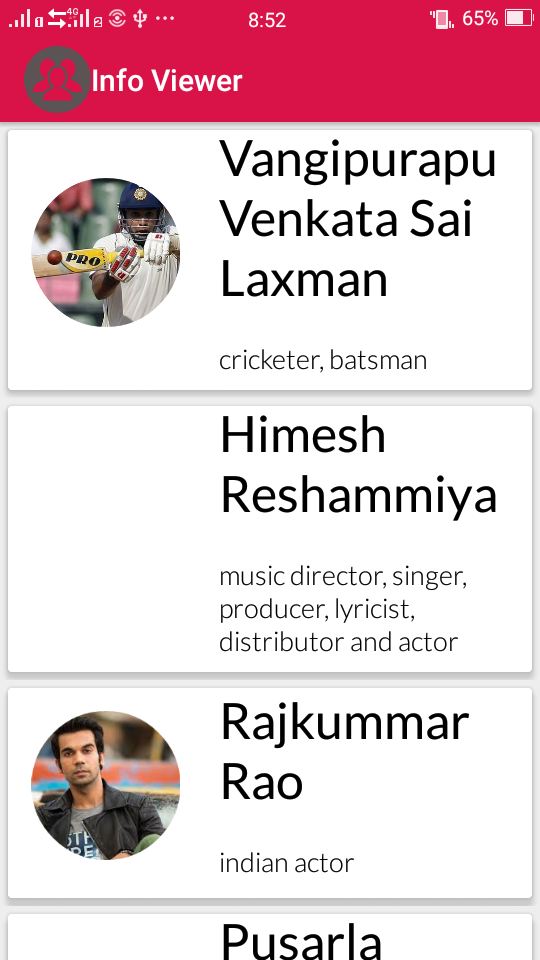 4G
2
8:52
65%
Info Viewer
Vangipurapu
Venkata Sai
Laxman
PRO
cricketer, batsman
Himesh
Reshammiya
music director, singer,
producer, lyricist,
distributor and actor
Rajkummar
Rao
indian actor
Pusarla